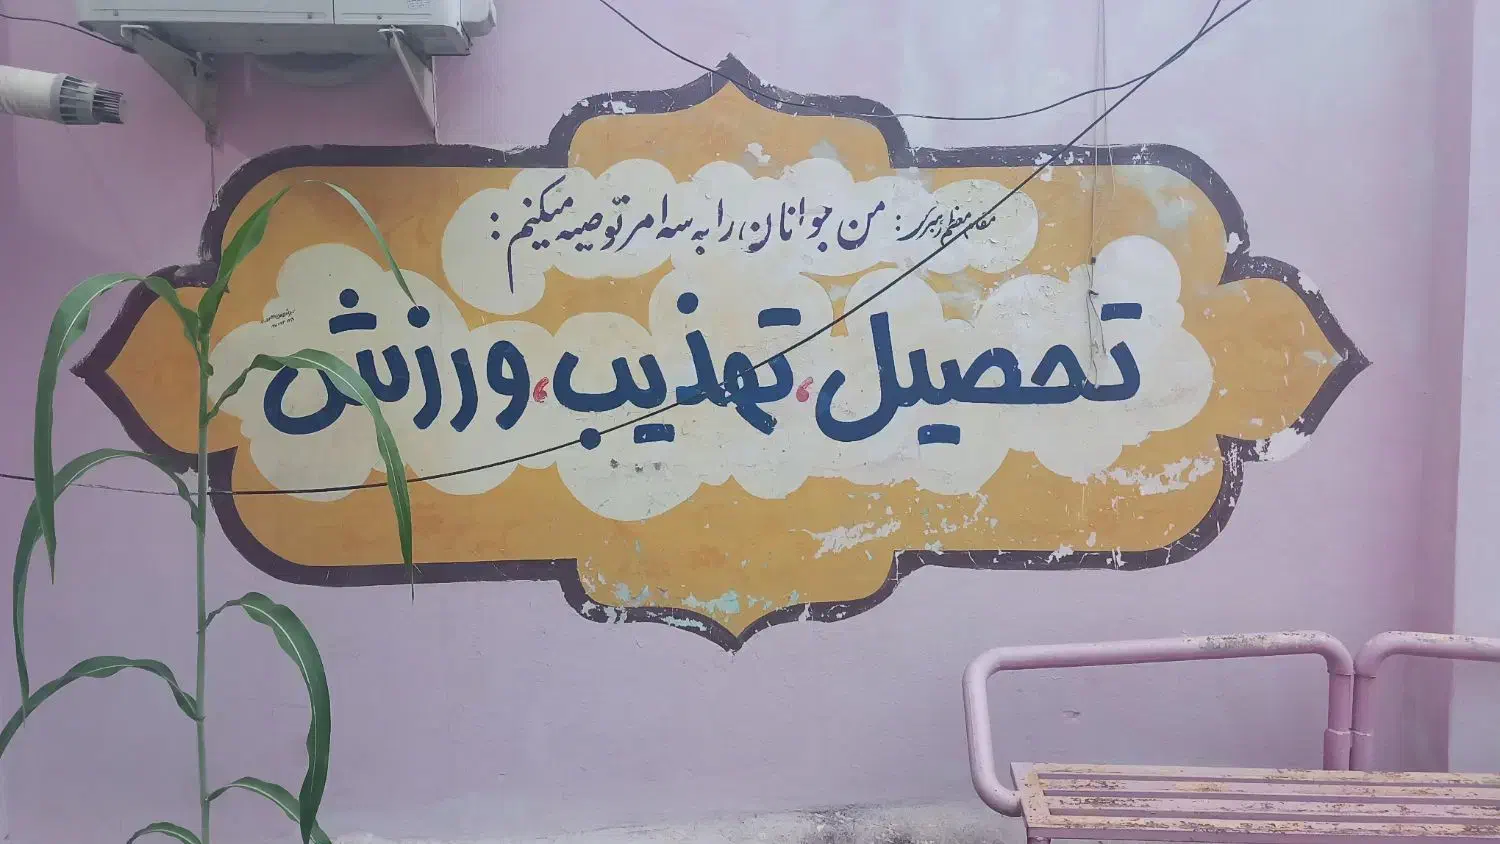 مقام معظم رهبری: من جوانان را به سه امر توصیه میکنم:
تحصیل، تهذیب، ورزش